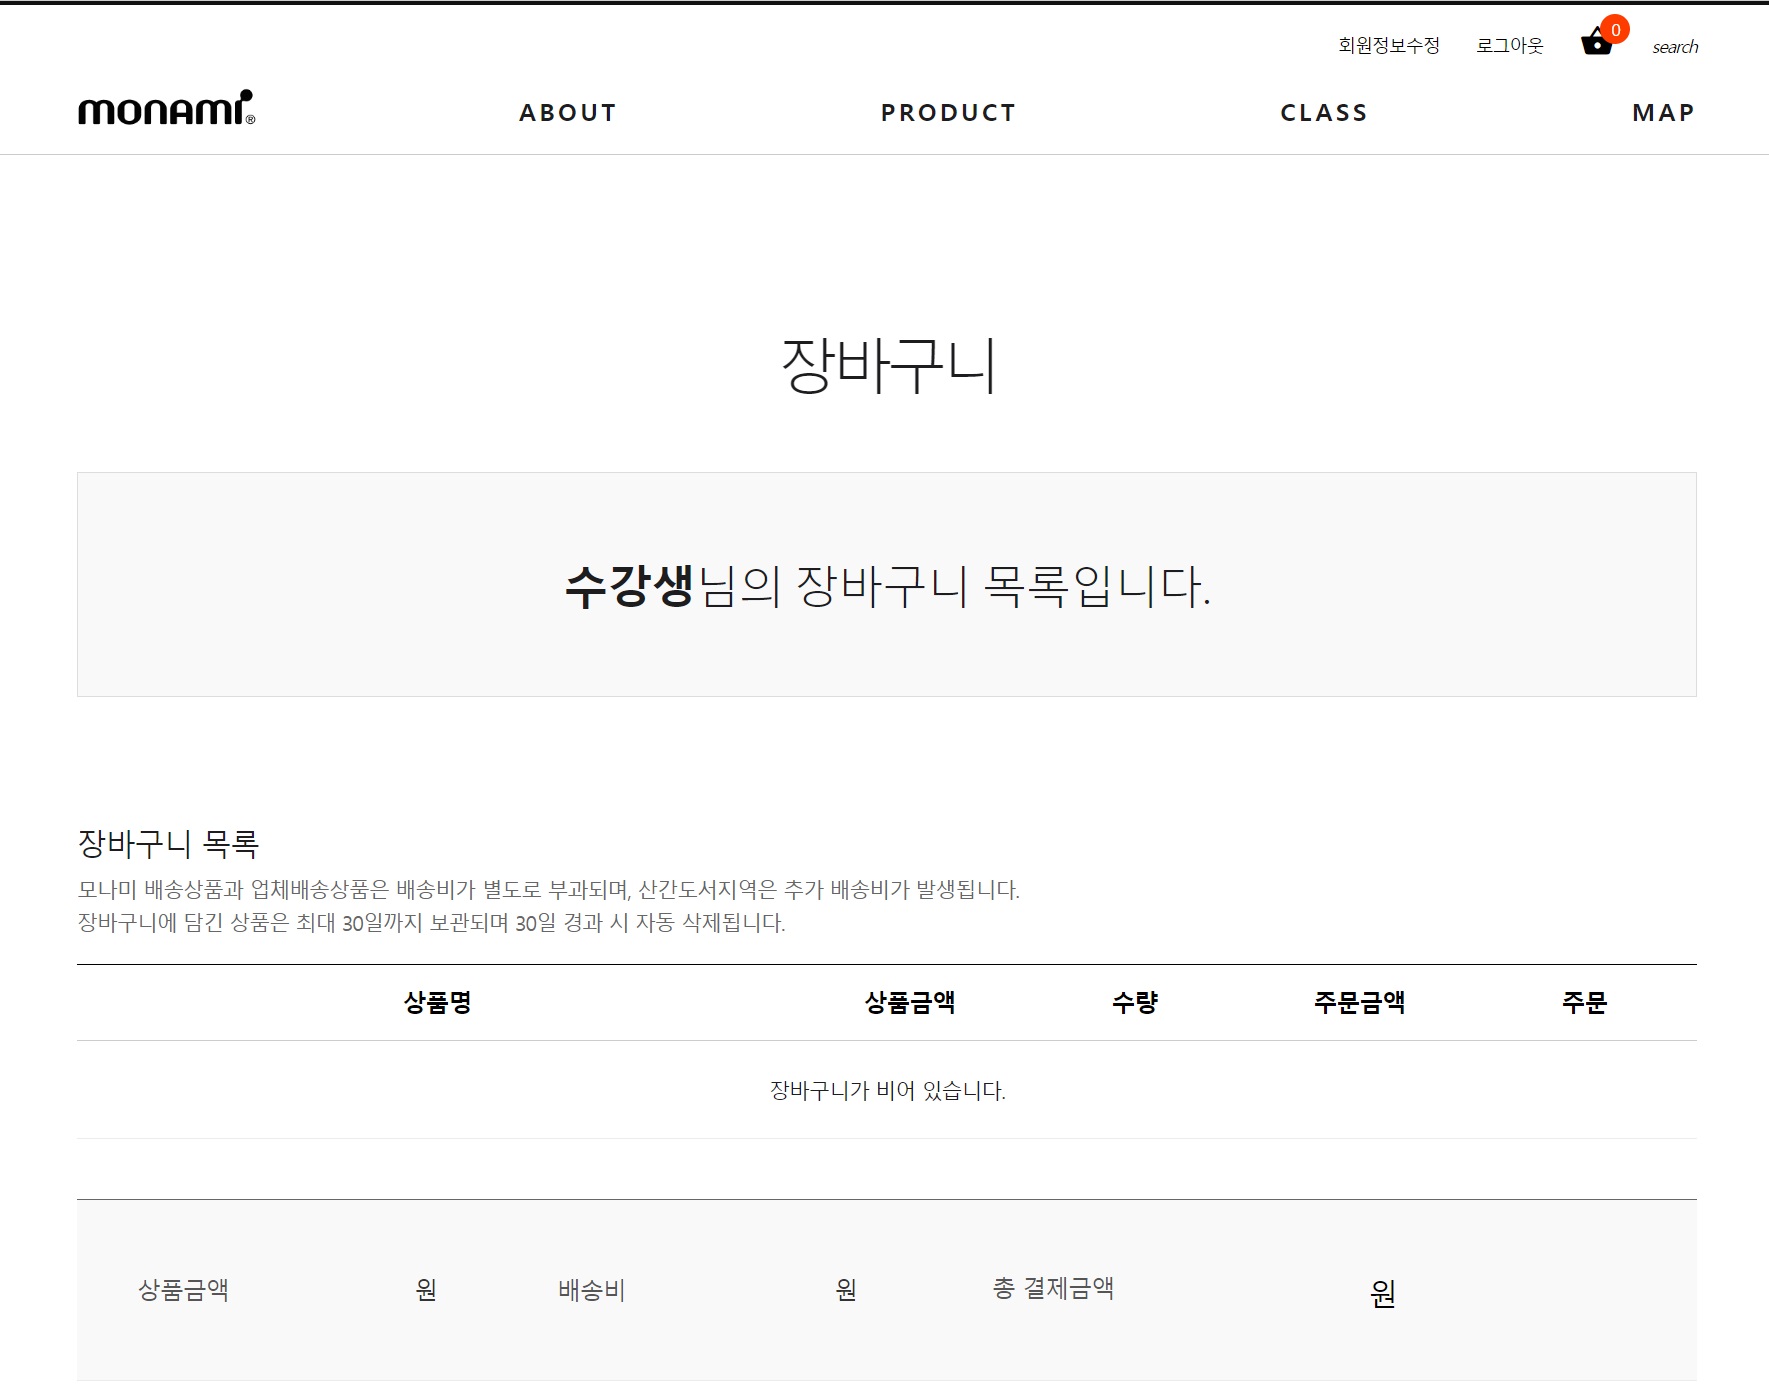 회원정보수정 로그아웃 0 search
monami® ABOUT PRODUCT CLASS MAP
장바구니
수강생님의 장바구니 목록입니다.
장바구니 목록
모나미 배송상품과 업체배송상품은 배송비가 별도로 부과되며, 산간도서지역은 추가 배송비가 발생됩니다.
장바구니에 담긴 상품은 최대 30일까지 보관되며 30일 경과 시 자동 삭제됩니다.
상품명 상품금액 수량 주문금액 주문
장바구니가 비어 있습니다.
상품금액 원 배송비 원 총 결제금액 원